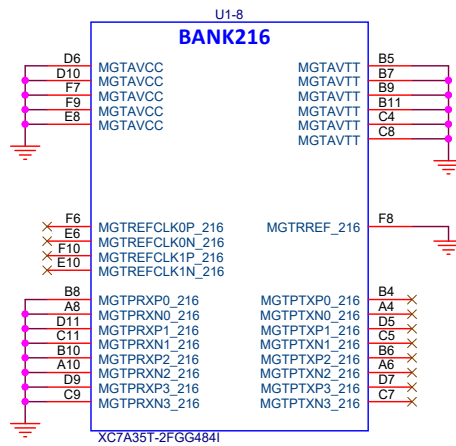 U1-8
BANK216
D6 MGTAVCC MGTAVTT B5
D10 MGTAVCC MGTAVTT B7
F7 MGTAVCC MGTAVTT B9
F9 MGTAVCC MGTAVTT B11
E8 MGTAVCC MGTAVTT C4
MGTAVTT C8
F6 MGTREFCLK0P_216 MGTRREF_216 F8
E6 MGTREFCLK0N_216
F10 MGTREFCLK1P_216
E10 MGTREFCLK1N_216
B8 MGTPRXP0_216 MGTPTXP0_216 B4
A8 MGTPRXN0_216 MGTPTXN0_216 A4
D11 MGTPRXP1_216 MGTPTXP1_216 D5
C11 MGTPRXN1_216 MGTPTXN1_216 C5
B10 MGTPRXP2_216 MGTPTXP2_216 B6
A10 MGTPRXN2_216 MGTPTXN2_216 A6
D9 MGTPRXP3_216 MGTPTXP3_216 D7
C9 MGTPRXN3_216 MGTPTXN3_216 C7
XC7A35T-2FGG484I